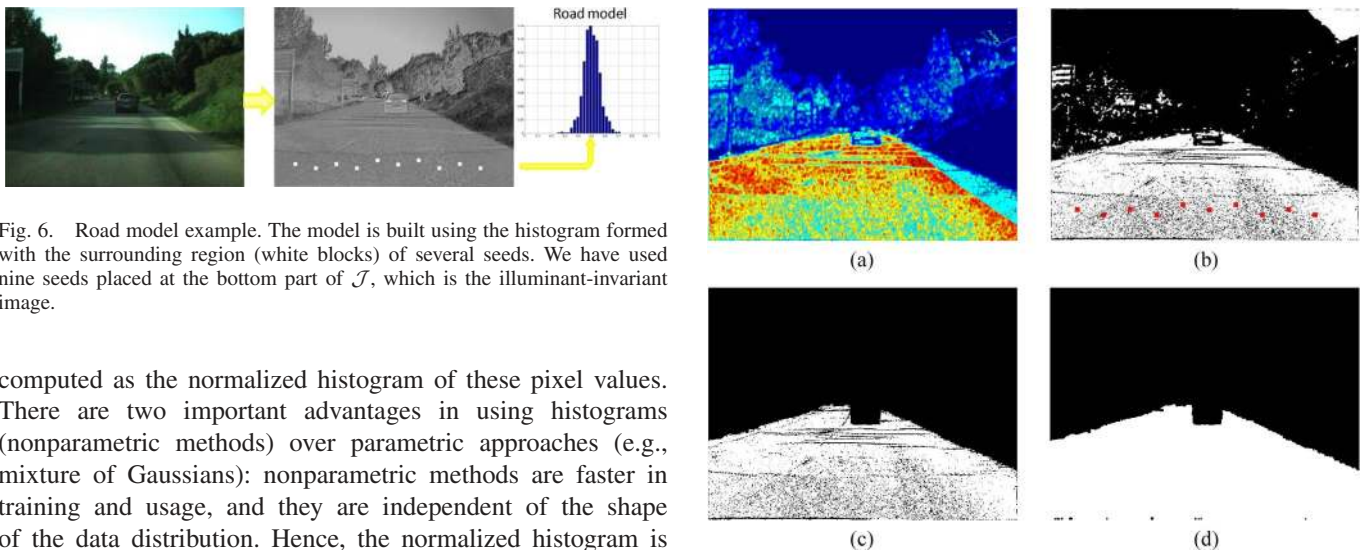 Road model
Fig. 6. Road model example. The model is built using the histogram formed
with the surrounding region (white blocks) of several seeds. We have used
nine seeds placed at the bottom part of 𝒥, which is the illuminant-invariant
image.
computed as the normalized histogram of these pixel values.
There are two important advantages in using histograms
(nonparametric methods) over parametric approaches (e.g.,
mixture of Gaussians): nonparametric methods are faster in
training and usage, and they are independent of the shape
of the data distribution. Hence, the normalized histogram is
(a)
(b)
(c)
(d)